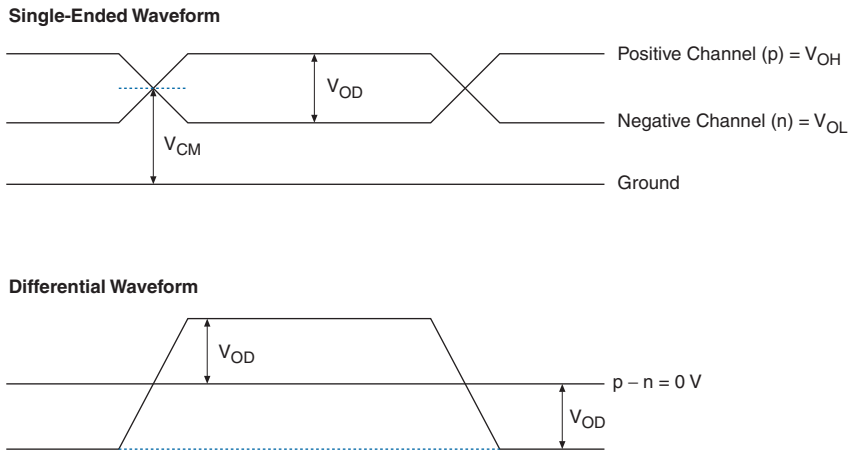 Single-Ended Waveform
Positive Channel (p) = VOH
VOD
Negative Channel (n) = VOL
VCM
Ground
Differential Waveform
VOD
p – n = 0 V
VOD